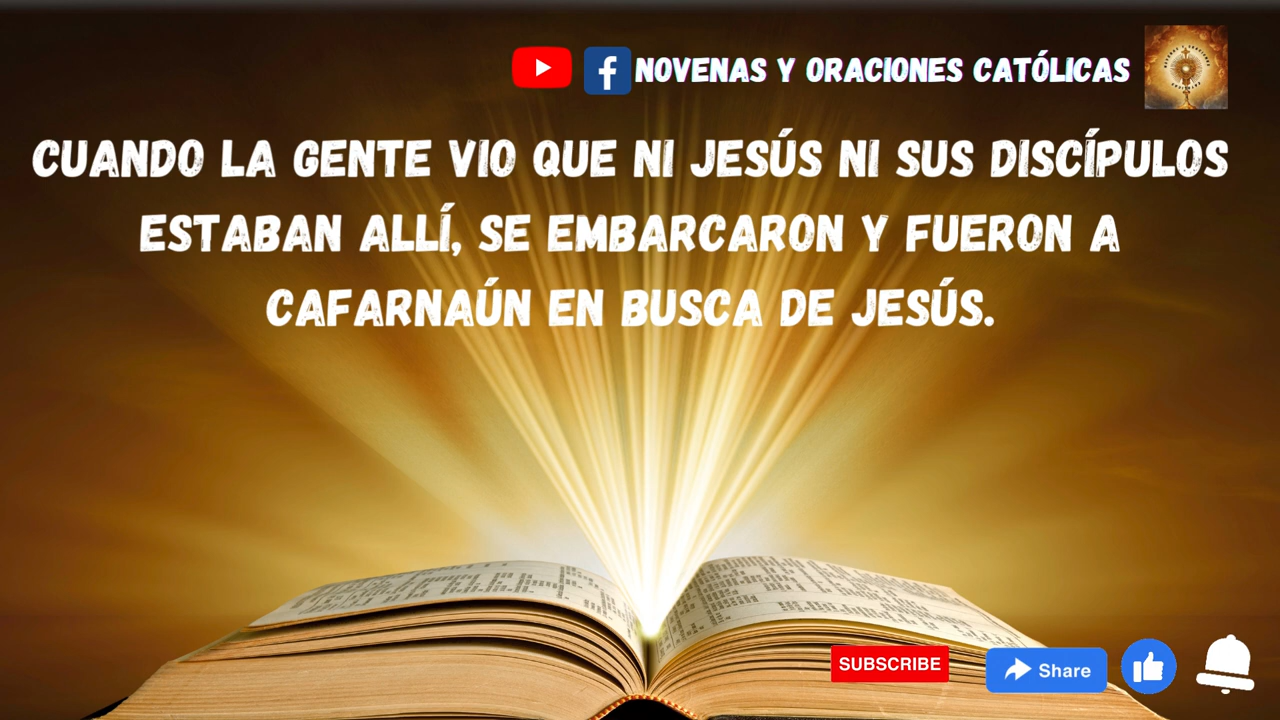 NOVENAS Y ORACIONES CATÓLICAS
CUANDO LA GENTE VIO QUE NI JESÚS NI SUS DISCÍPULOS
ESTABAN ALLÍ, SE EMBARCARON Y FUERON A
CAFARNAÚN EN BUSCA DE JESÚS.
SUBSCRIBE
Share